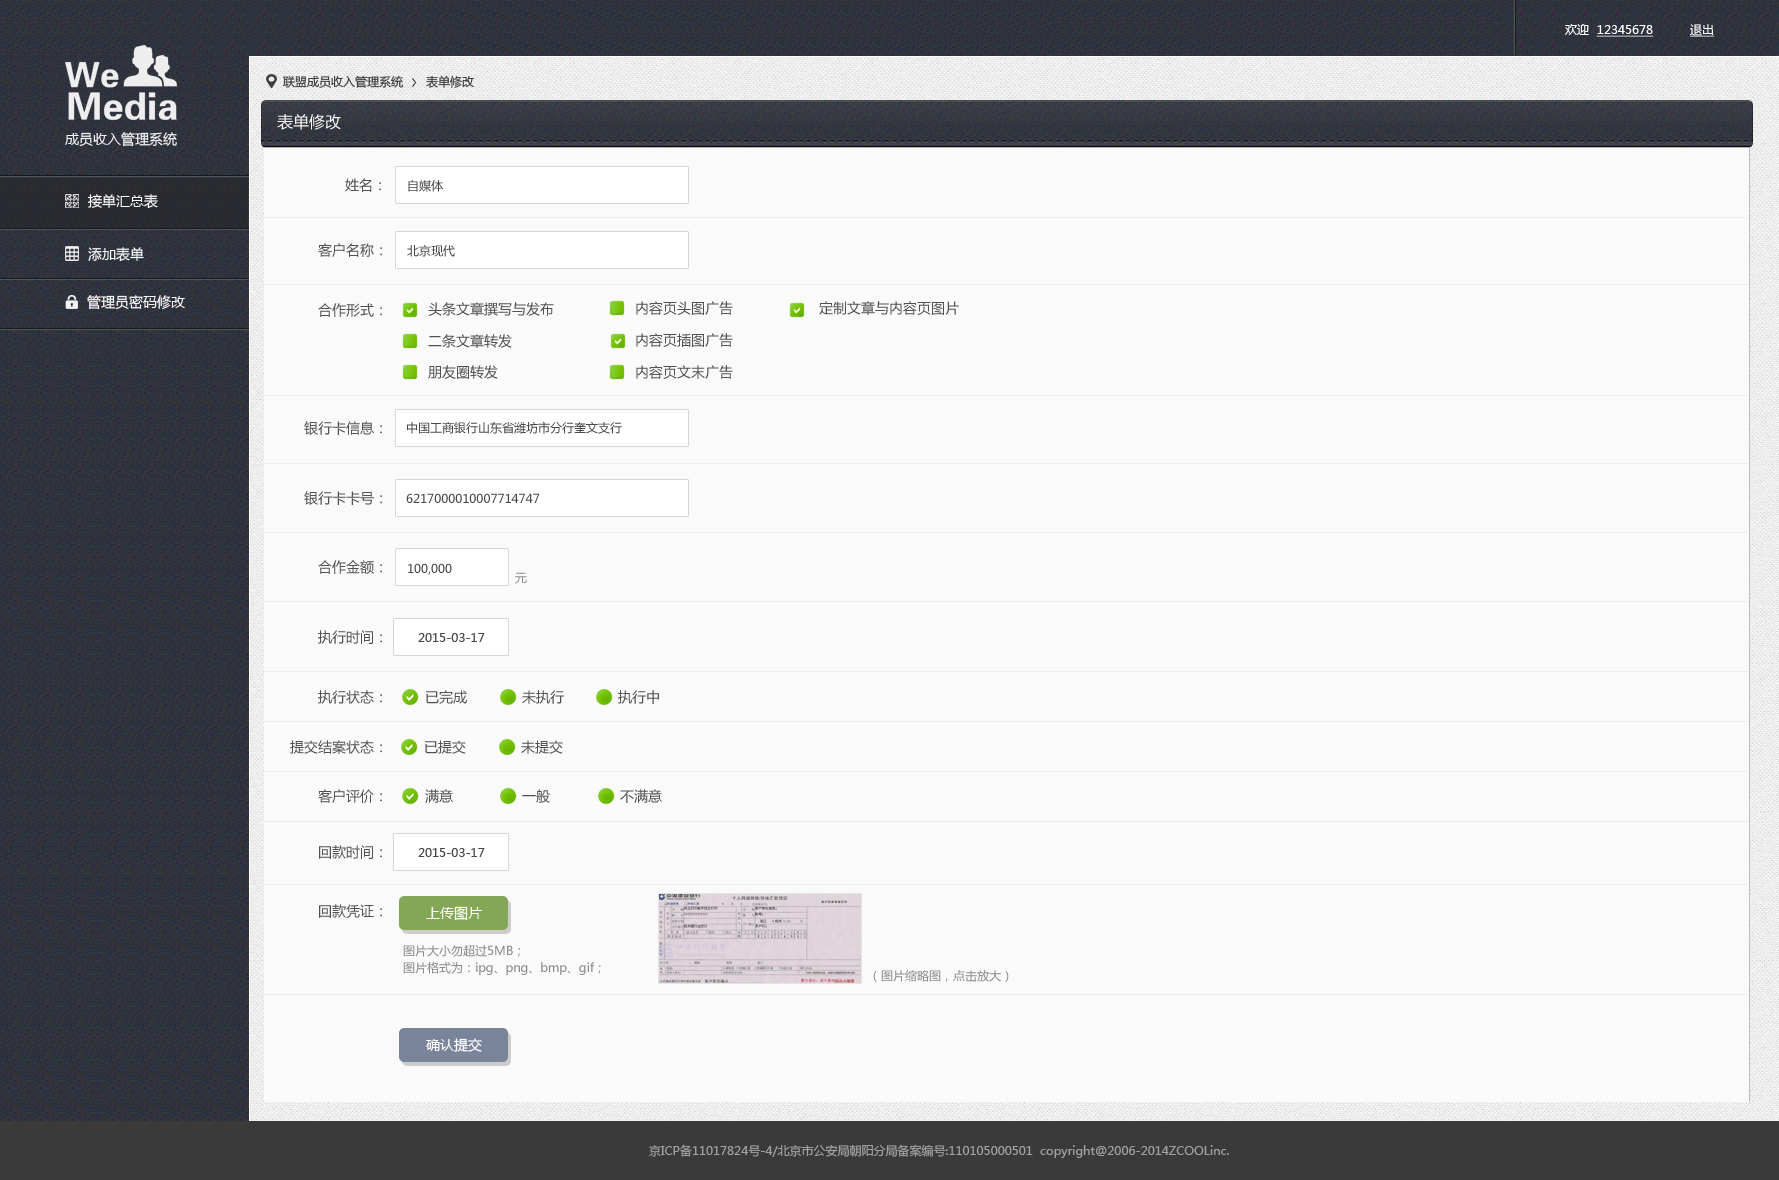 欢迎 12345678 退出
We
Media
成员收入管理系统
接单汇总表
添加表单
管理员密码修改
联盟成员收入管理系统 > 表单修改
表单修改
姓名： 自媒体
客户名称： 北京现代
合作形式： 头条文章撰写与发布 内容页头图广告 定制文章与内容页图片
二条文章转发 内容页插图广告
朋友圈转发 内容页文末广告
银行卡信息： 中国工商银行山东省潍坊市分行奎文支行
银行卡卡号： 6217000010007714747
合作金额： 100,000 元
执行时间： 2015-03-17
执行状态： 已完成 未执行 执行中
提交结案状态： 已提交 未提交
客户评价： 满意 一般 不满意
回款时间： 2015-03-17
回款凭证： 上传图片
图片大小勿超过5MB；
图片格式为：ipg、png、bmp、gif；
（图片缩略图，点击放大）
确认提交
京ICP备11017824号-4/北京市公安局朝阳分局备案编号:110105000501 copyright@2006-2014ZCOOLinc.